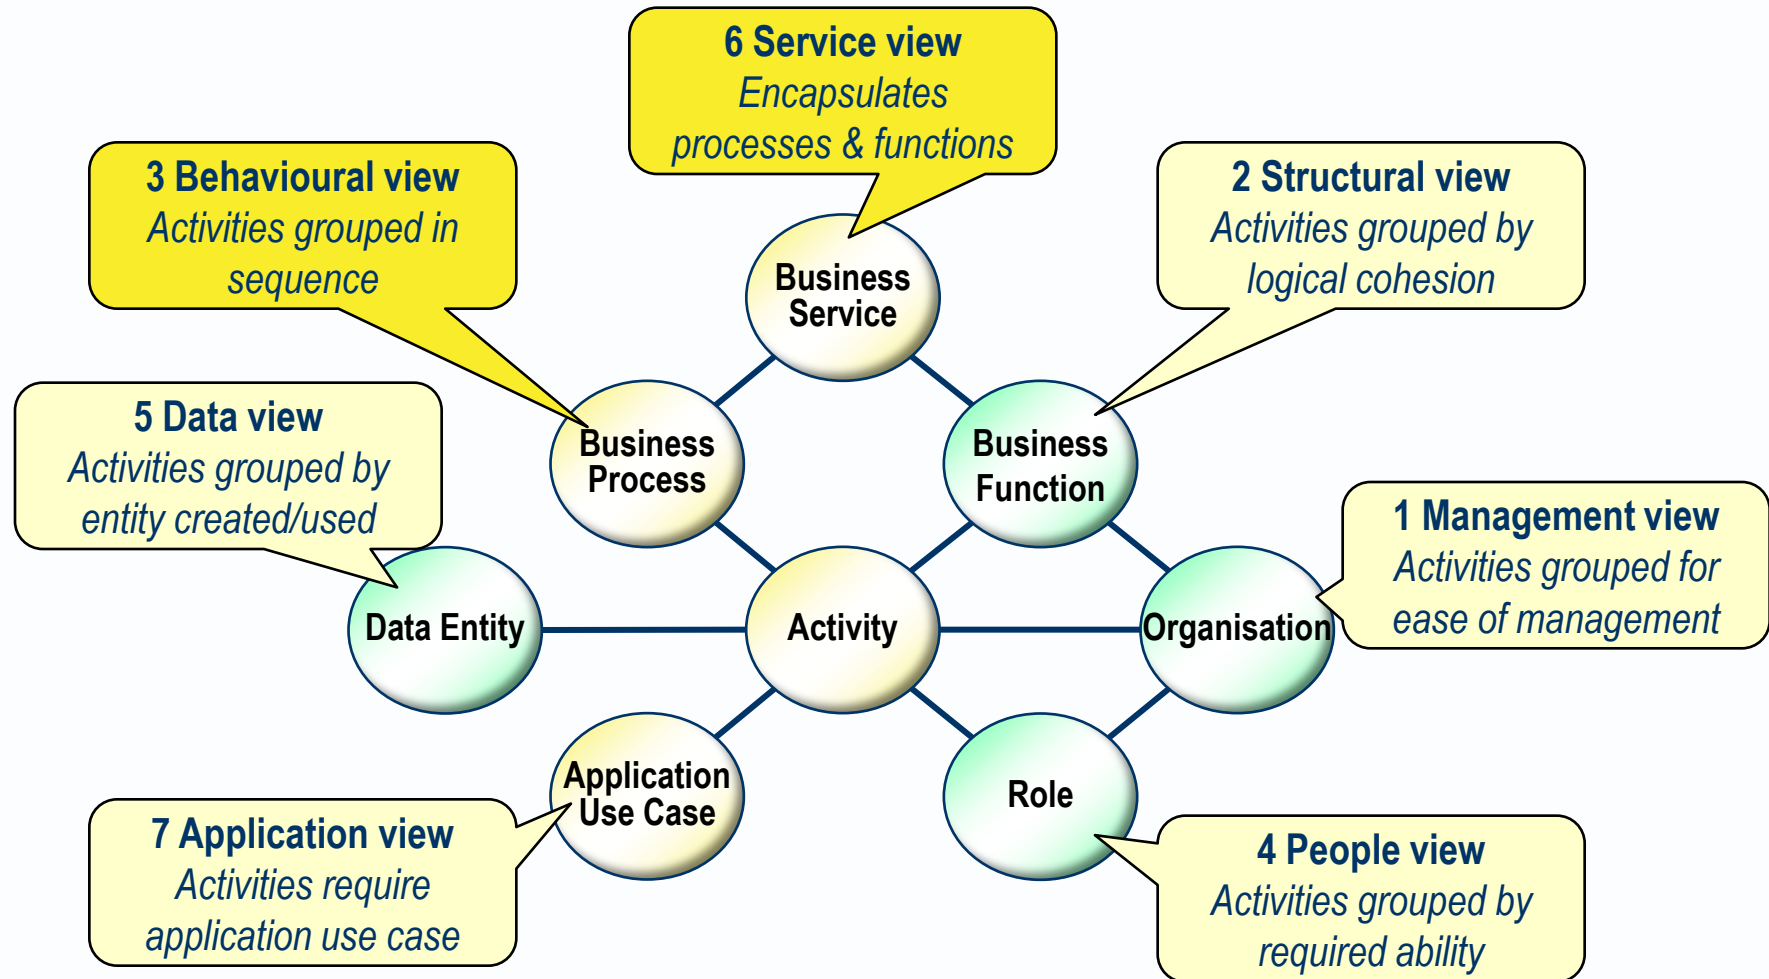 6 Service view
Encapsulates
processes & functions
3 Behavioural view
Activities grouped in
sequence
2 Structural view
Activities grouped by
logical cohesion
Business
Service
5 Data view
Activities grouped by
entity created/used
Business
Process
Business
Function
1 Management view
Activities grouped for
ease of management
Data Entity
Activity
Organisation
Application
Use Case
Role
7 Application view
Activities require
application use case
4 People view
Activities grouped by
required ability